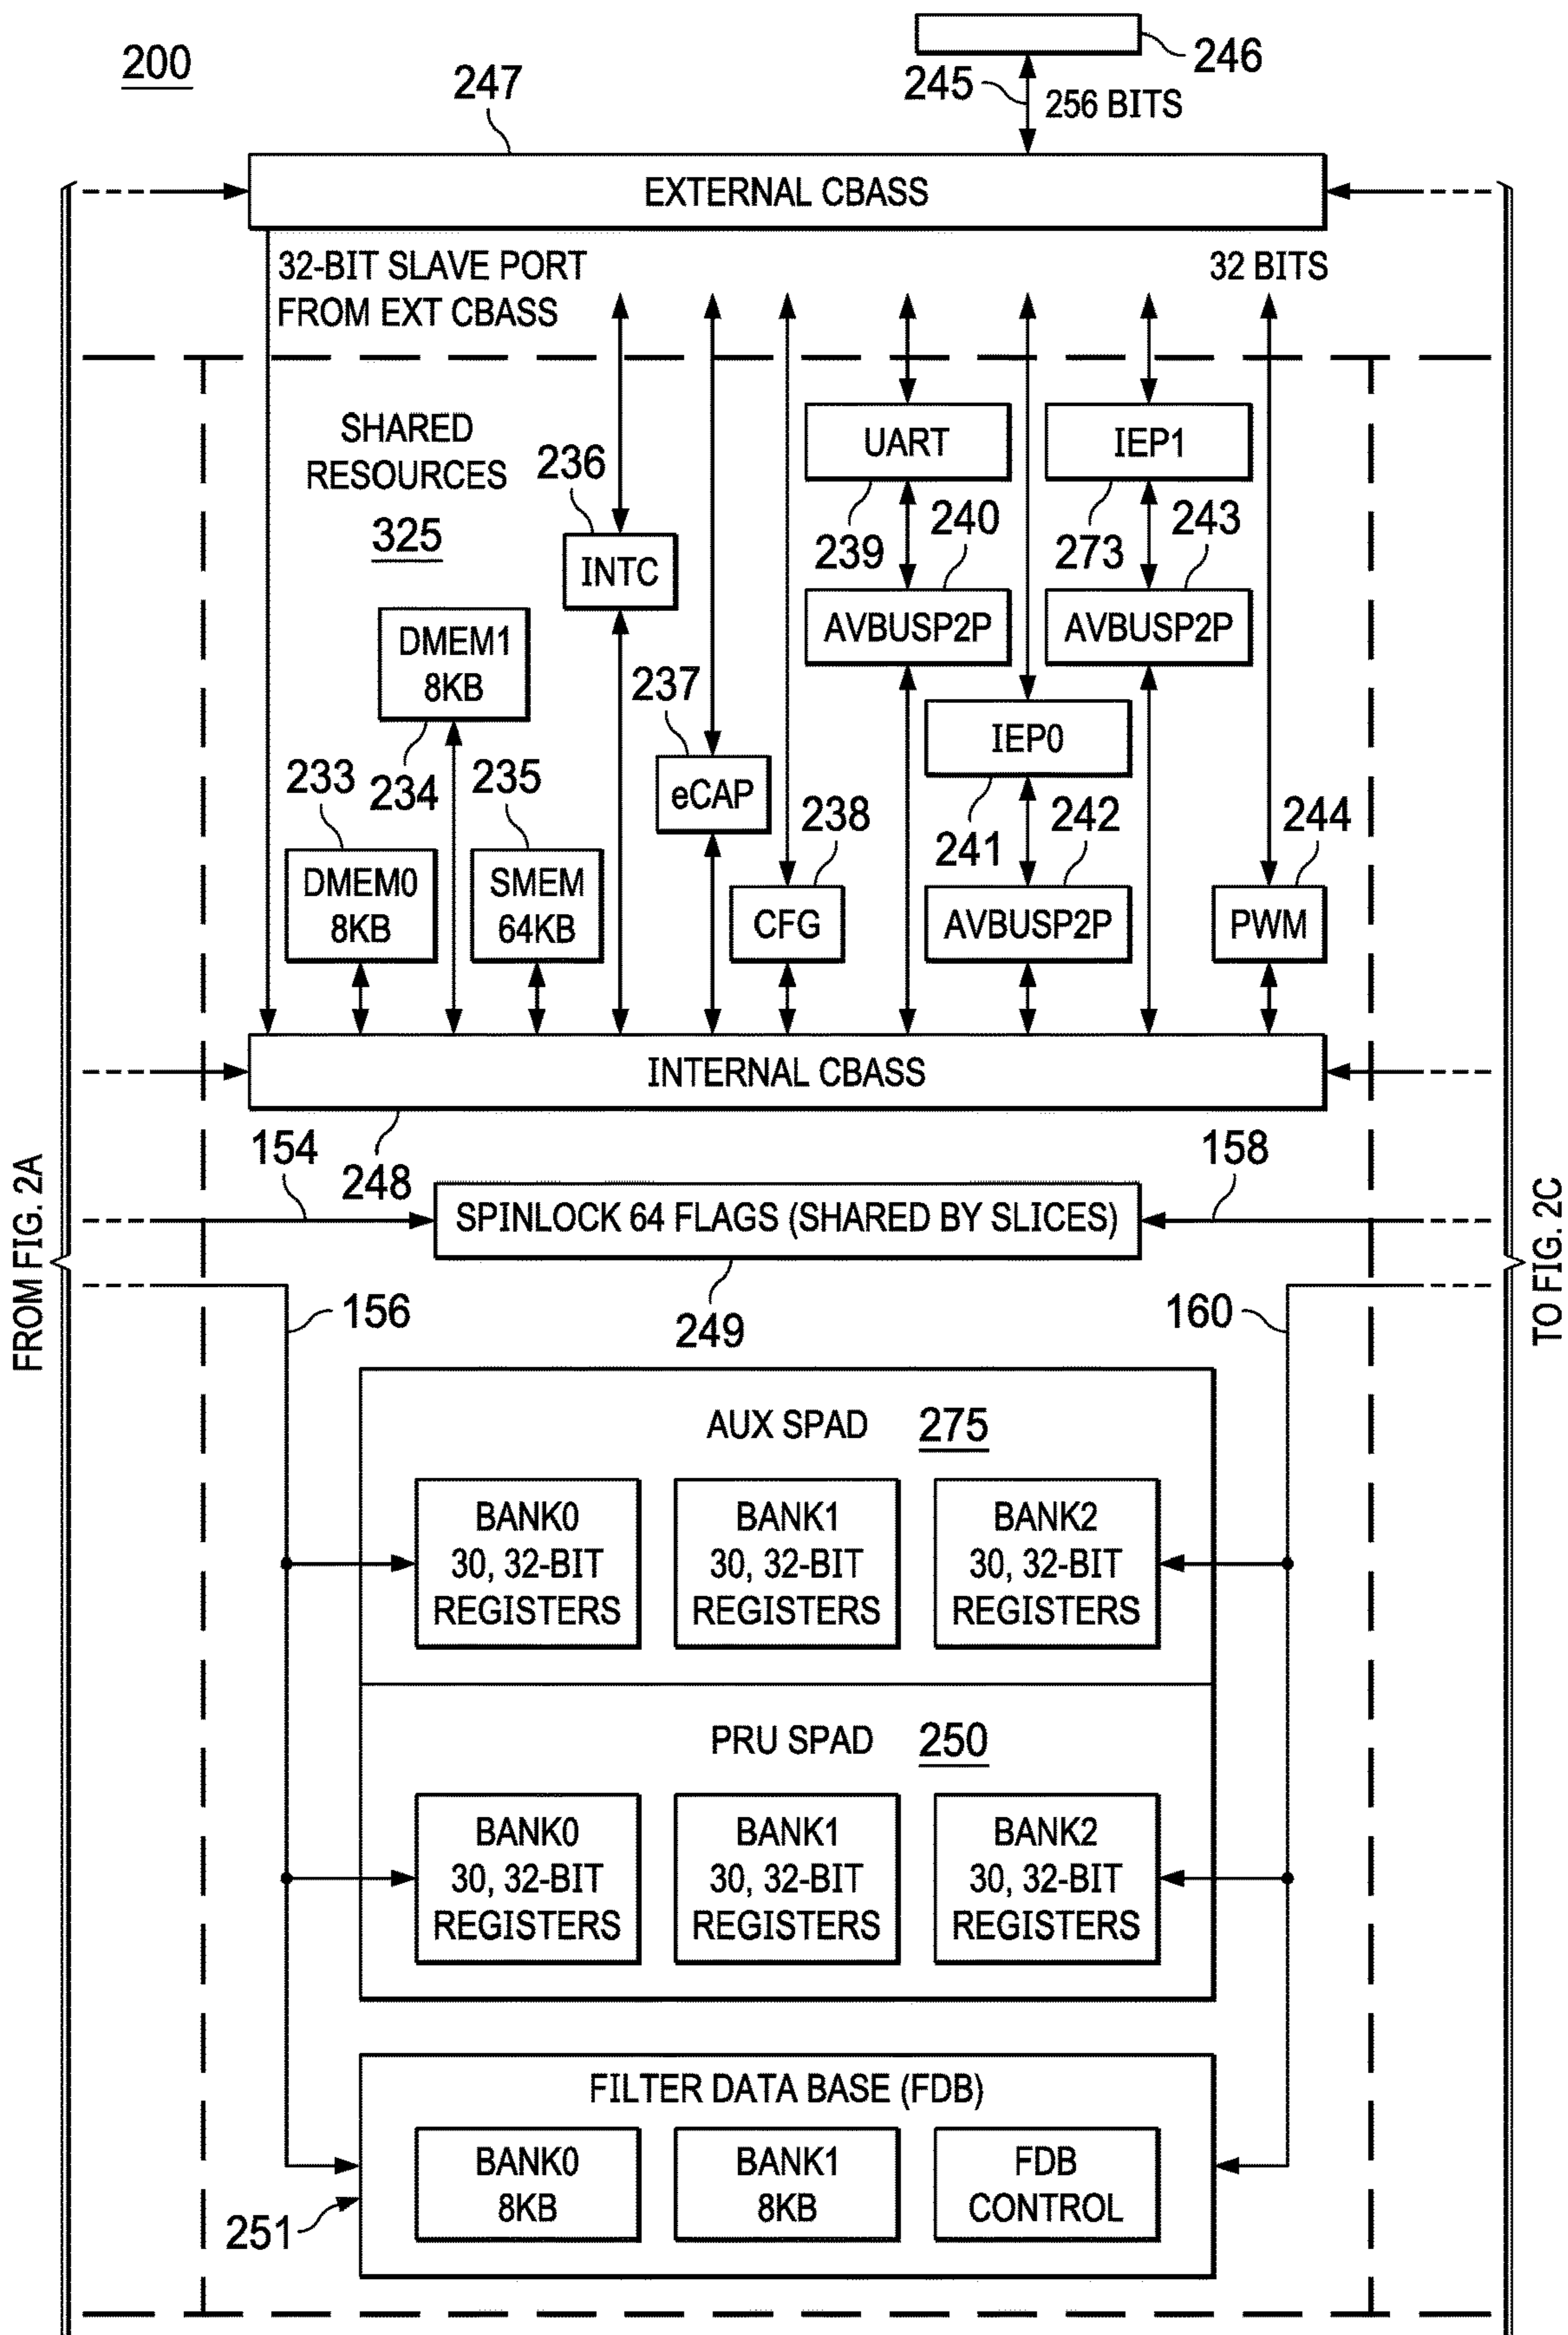 200
246
245
256 BITS
247
EXTERNAL CBASS
32-BIT SLAVE PORT
FROM EXT CBASS
32 BITS
SHARED
RESOURCES
325
236
INTC
UART
239
240
AVBUSP2P
IEP1
273
243
AVBUSP2P
DMEM1
8KB
234
237
eCAP
IEP0
241
242
AVBUSP2P
233
DMEM0
8KB
235
SMEM
64KB
238
CFG
244
PWM
INTERNAL CBASS
248
154
158
SPINLOCK 64 FLAGS (SHARED BY SLICES)
249
FROM FIG. 2A
TO FIG. 2C
156
160
AUX SPAD 275
BANK0
30, 32-BIT
REGISTERS
BANK1
30, 32-BIT
REGISTERS
BANK2
30, 32-BIT
REGISTERS
PRU SPAD 250
BANK0
30, 32-BIT
REGISTERS
BANK1
30, 32-BIT
REGISTERS
BANK2
30, 32-BIT
REGISTERS
FILTER DATA BASE (FDB)
BANK0
8KB
BANK1
8KB
FDB
CONTROL
251